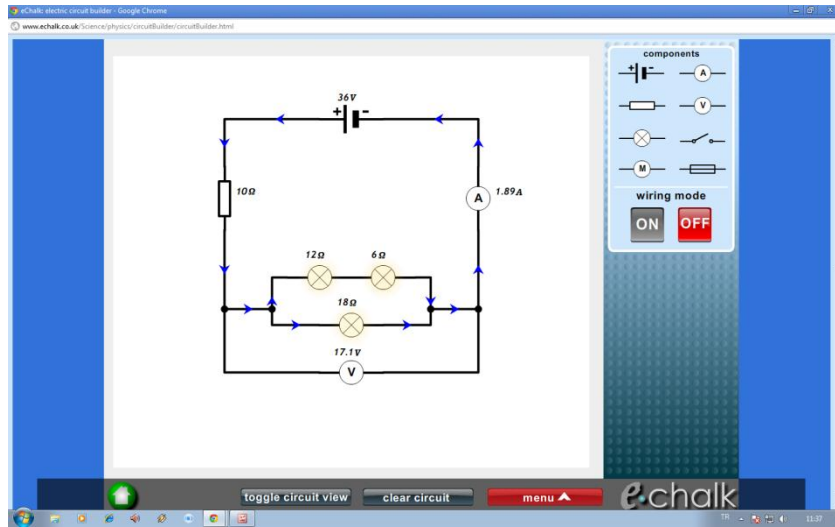 eChalk: electric circuit builder - Google Chrome
www.echalk.co.uk/Science/physics/circuitBuilder/circuitBuilder.html
components
+ -
A
V
M
wiring mode
ON OFF
36V
+ -
10Ω
A 1.89A
12Ω 6Ω
18Ω
17.1V
V
toggle circuit view clear circuit menu
e·chalk
TR 11:37